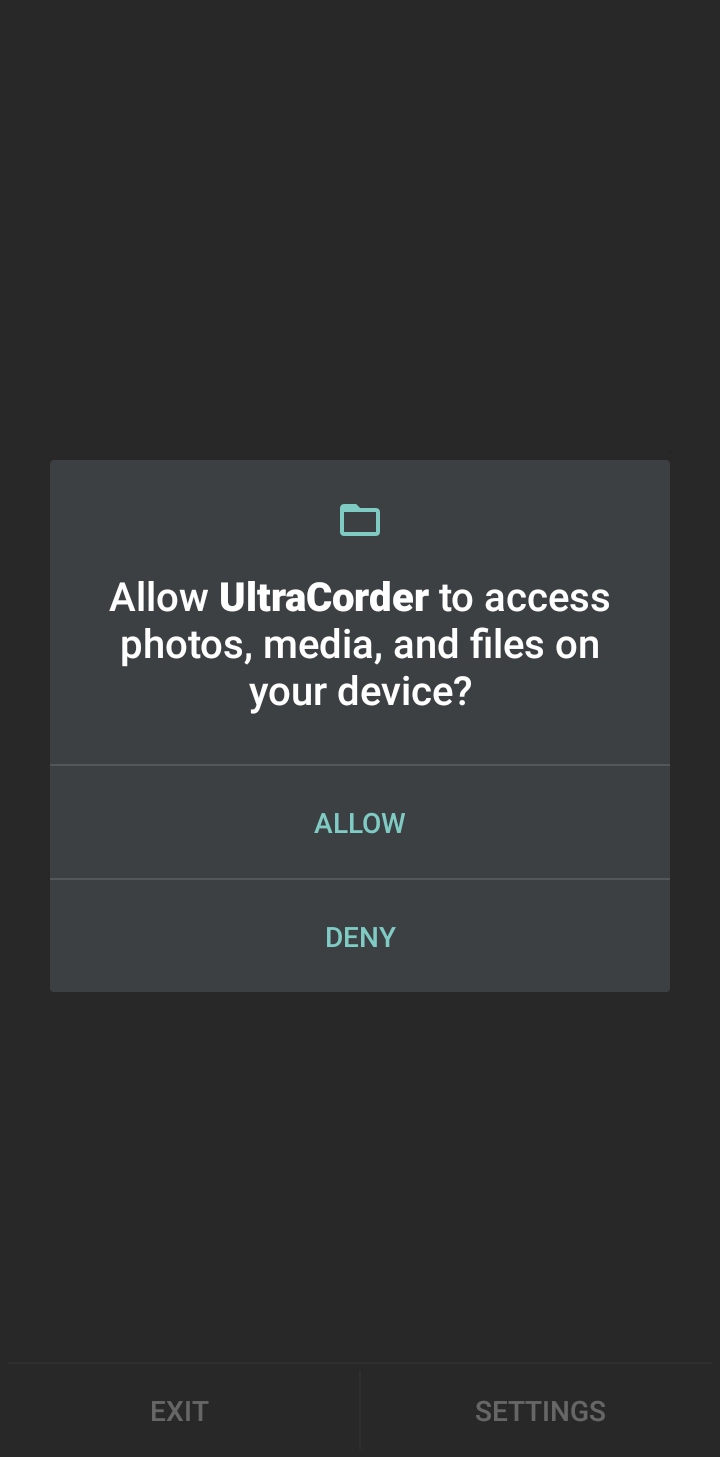 Allow UltraCorder to access
photos, media, and files on
your device?
ALLOW
DENY
EXIT
SETTINGS